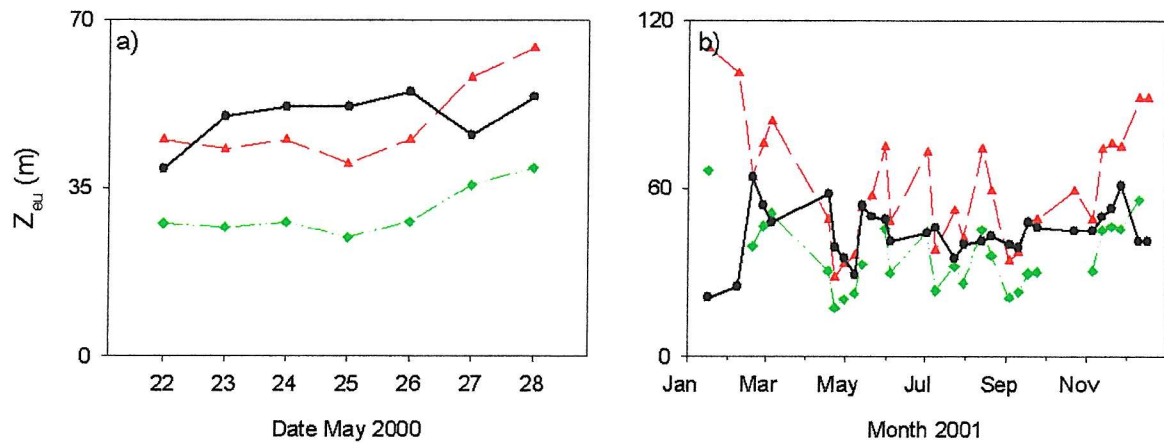 a)
70
35
0
Z_eu (m)
22 23 24 25 26 27 28
Date May 2000
b)
120
60
0
Jan Mar May Jul Sep Nov
Month 2001